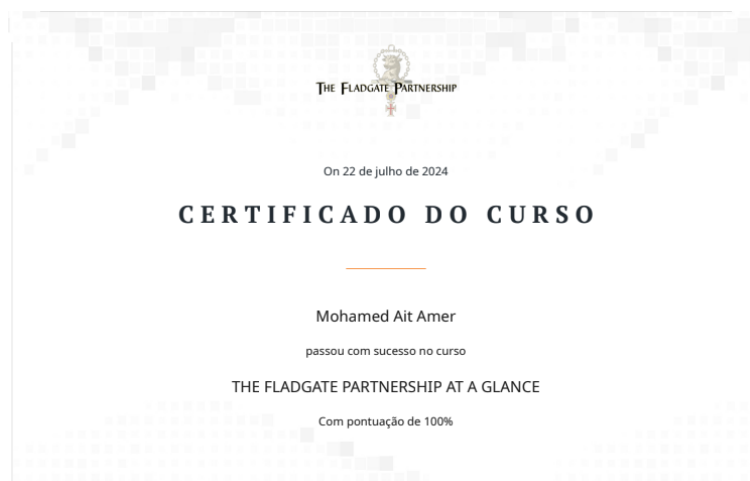 THE FLADGATE PARTNERSHIP
On 22 de julho de 2024
CERTIFICADO DO CURSO
Mohamed Ait Amer
passou com sucesso no curso
THE FLADGATE PARTNERSHIP AT A GLANCE
Com pontuação de 100%